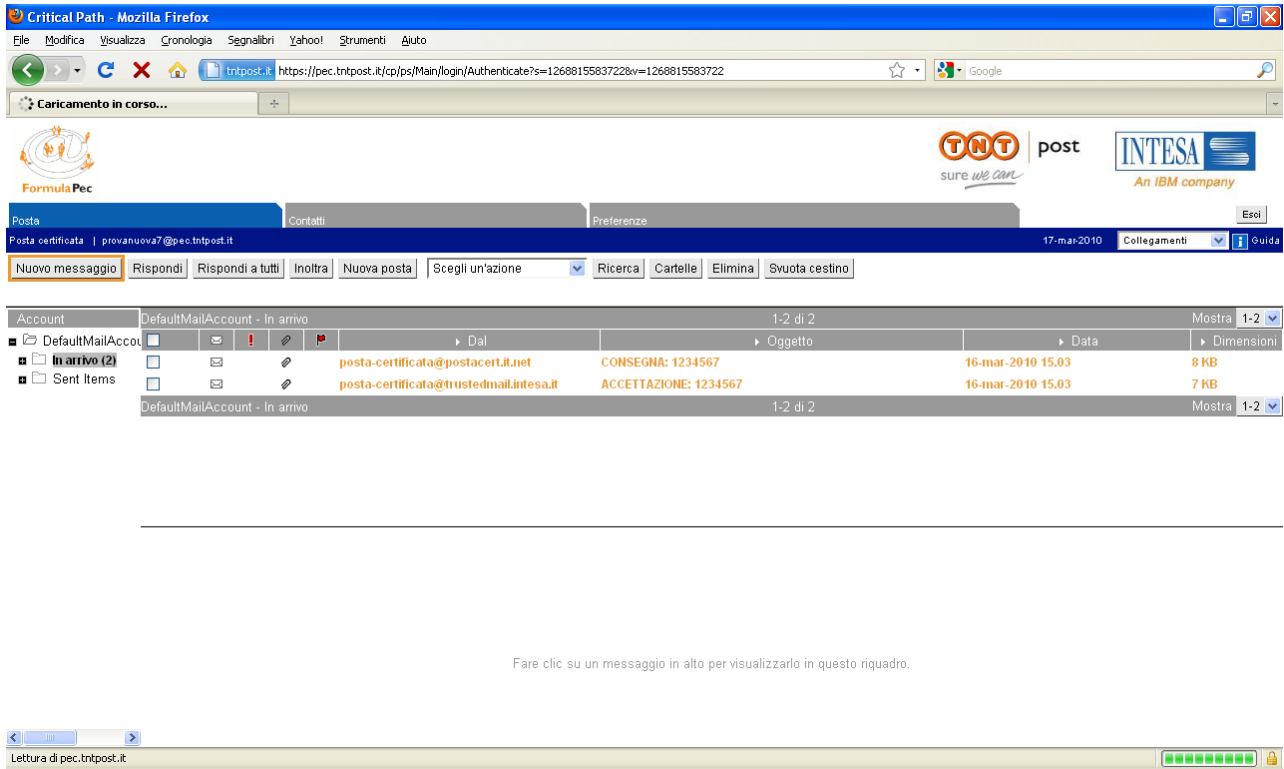 Critical Path - Mozilla Firefox
File Modifica Visualizza Cronologia Segnalibri Yahoo! Strumenti Aiuto
tntpost.it https://pec.tntpost.it/cp/ps/Main/login/Authenticate?s=1268815583722&v=1268815583722 Google
Caricamento in corso...
FormulaPec
TNT post
sure we can
INTESA
An IBM company
Posta Contatti Preferenze Esci
Posta certificata | provanuova7@pec.tntpost.it 17-mar-2010 Collegamenti Guida
Nuovo messaggio Rispondi Rispondi a tutti Inoltra Nuova posta Scegli un'azione Ricerca Cartelle Elimina Svuota cestino
Account DefaultMailAccount - In arrivo 1-2 di 2 Mostra 1-2
DefaultMailAccou Dal Oggetto Data Dimensioni
In arrivo (2) posta-certificata@postacert.it.net CONSEGNA: 1234567 16-mar-2010 15.03 8 KB
Sent Items posta-certificata@trustedmail.intesa.it ACCETTAZIONE: 1234567 16-mar-2010 15.03 7 KB
DefaultMailAccount - In arrivo 1-2 di 2 Mostra 1-2
Fare clic su un messaggio in alto per visualizzarlo in questo riquadro.
Lettura di pec.tntpost.it